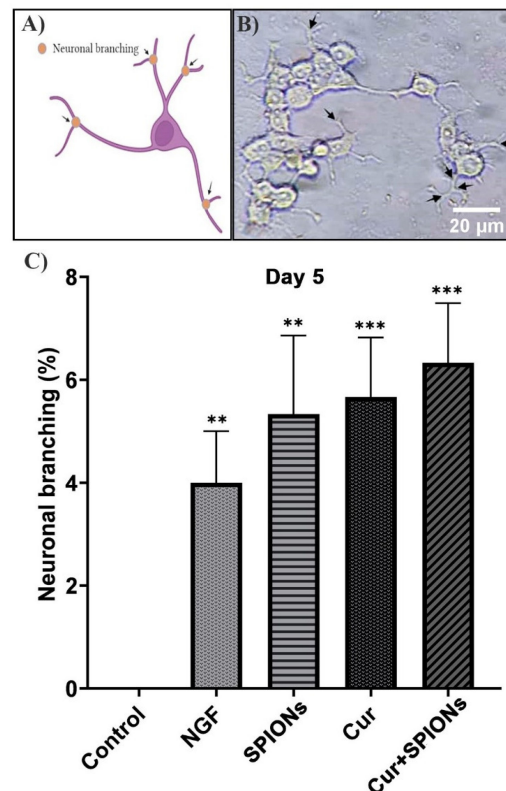 A)
Neuronal branching
B)
20 µm
C)
Day 5
Neuronal branching (%)
8
6
4
2
0
**
**
***
***
Control
NGF
SPIONs
Cur
Cur+SPIONs